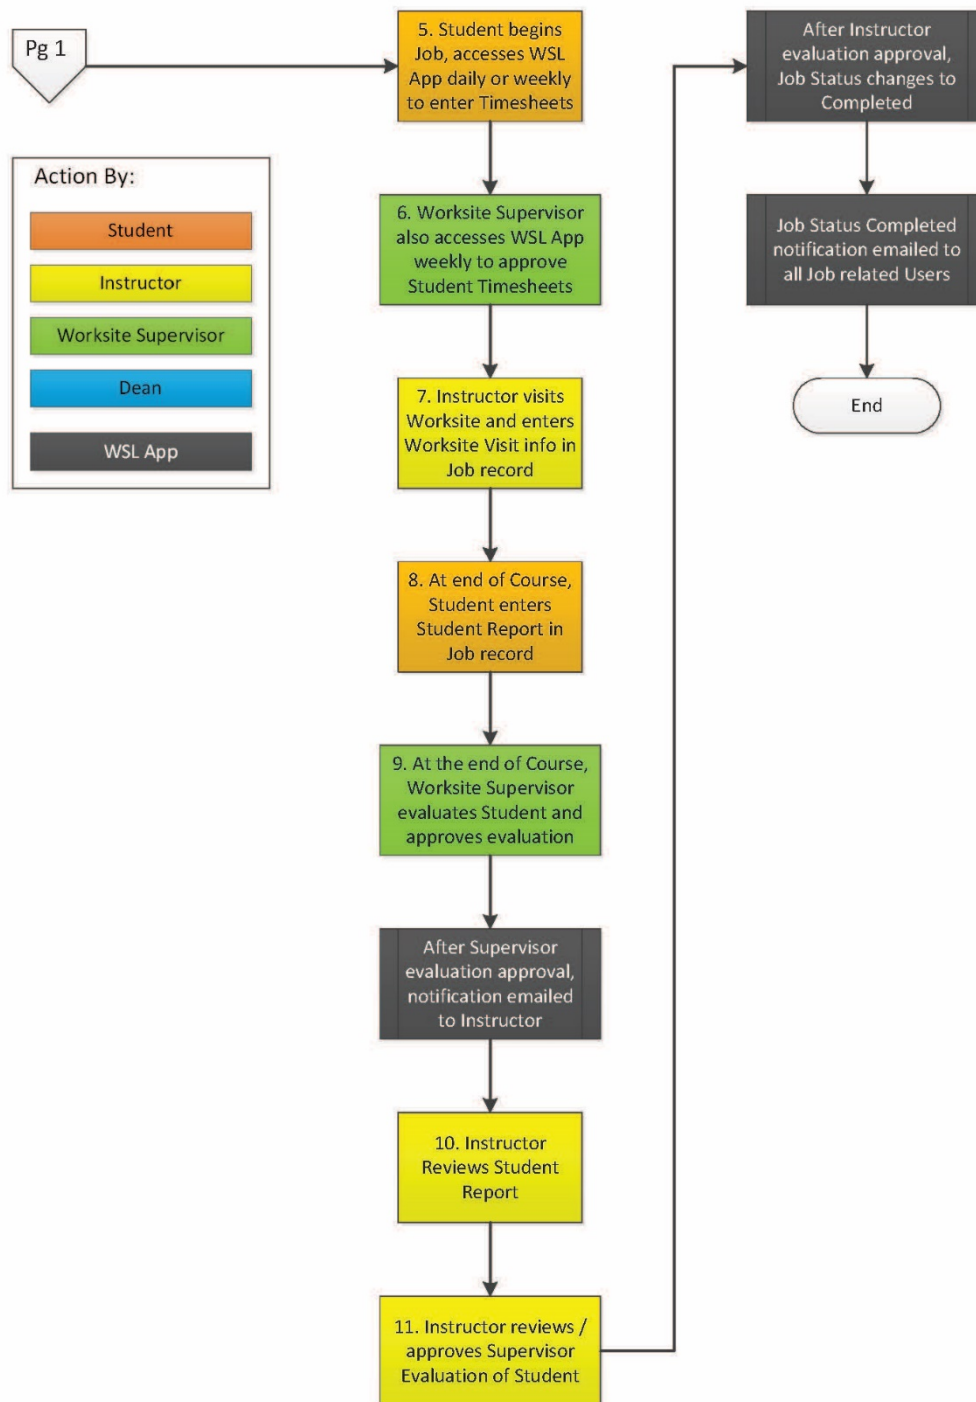 Pg 1
Action By:
Student
Instructor
Worksite Supervisor
Dean
WSL App
5. Student begins
Job, accesses WSL
App daily or weekly
to enter Timesheets
6. Worksite Supervisor
also accesses WSL App
weekly to approve
Student Timesheets
7. Instructor visits
Worksite and enters
Worksite Visit info in
Job record
8. At end of Course,
Student enters
Student Report in
Job record
9. At the end of Course,
Worksite Supervisor
evaluates Student and
approves evaluation
After Supervisor
evaluation approval,
notification emailed
to Instructor
10. Instructor
Reviews Student
Report
11. Instructor reviews /
approves Supervisor
Evaluation of Student
After Instructor
evaluation approval,
Job Status changes to
Completed
Job Status Completed
notification emailed to
all Job related Users
End